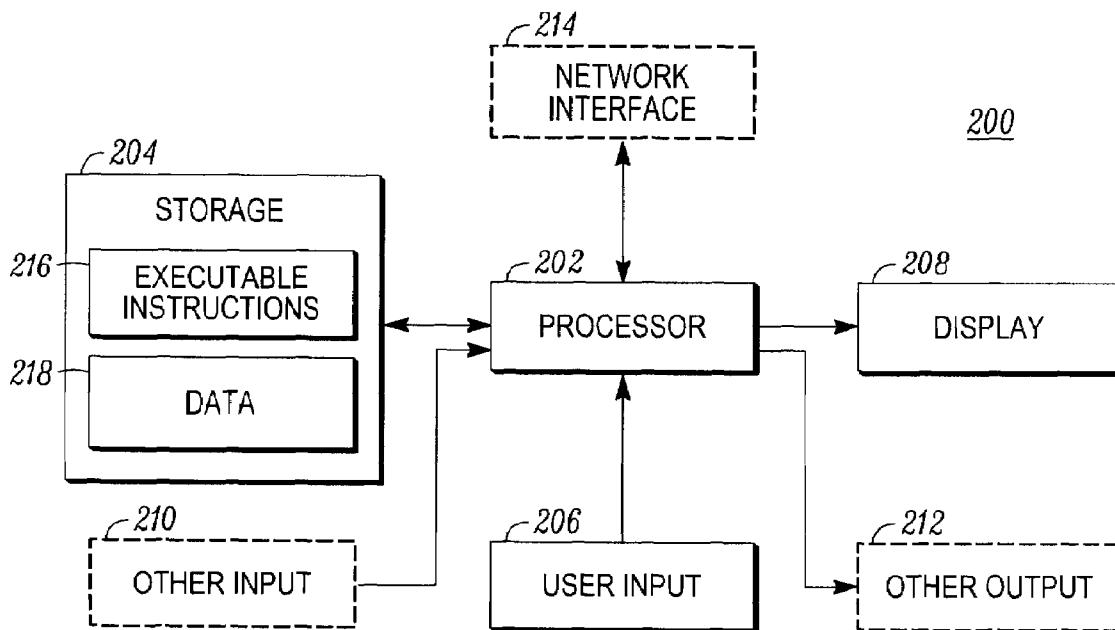 214
NETWORK
INTERFACE
200
204
STORAGE
216
EXECUTABLE
INSTRUCTIONS
218
DATA
202
PROCESSOR
208
DISPLAY
210
OTHER INPUT
206
USER INPUT
212
OTHER OUTPUT